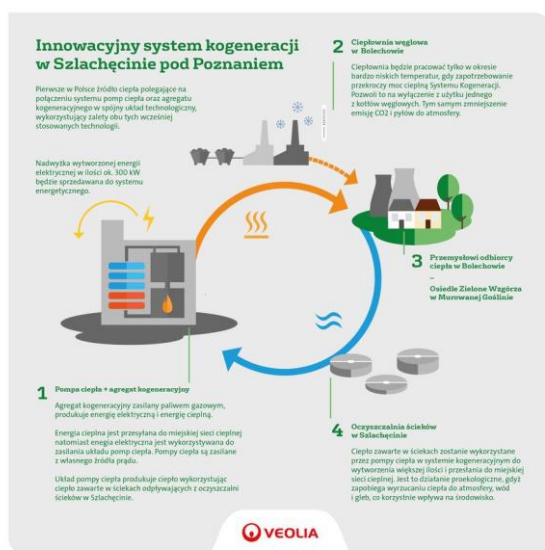 Innowacyjny system kogeneracji
w Szlachęcinie pod Poznaniem
Pierwsze w Polsce źródło ciepła polegające na
połączeniu systemu pomp ciepła oraz agregatu
kogeneracyjnego w spójny układ technologiczny,
wykorzystujący zalety obu tych wcześniej
stosowanych technologii.
Nadwyżka wytworzonej energii
elektrycznej w ilości ok. 300 kW
będzie sprzedawana do systemu
energetycznego.
2 Ciepłownia węglowa
w Bolechowie
Ciepłownia będzie pracować tylko w okresie
bardzo niskich temperatur, gdy zapotrzebowanie
przekroczy moc cieplną Systemu Kogeneracji.
Pozwoli to na wyłączenie z użytku jednego
z kotłów węglowych. Tym samym zmniejszenie
emisję CO2 i pyłów do atmosfery.
3 Przemysłowi odbiorcy
ciepła w Bolechowie
–
Osiedle Zielone Wzgórza
w Murowanej Goślinie
1 Pompa ciepła + agregat kogeneracyjny
Agregat kogeneracyjny zasilany paliwem gazowym,
produkuje energię elektryczną i energię cieplną.
Energia cieplna jest przesyłana do miejskiej sieci cieplnej
natomiast enegia elektryczna jest wykorzystywana do
zasilania układu pomp ciepła. Pompy ciepła są zasilane
z własnego źródła prądu.
Układ pompy ciepła produkuje ciepło wykorzystując
ciepło zawarte w ściekach odpływających z oczyszczalni
ścieków w Szlachęcinie.
4 Oczyszczalnia ścieków
w Szlachęcinie
Ciepło zawarte w ściekach zostanie wykorzystane
przez pompy ciepła w systemie kogeneracyjnym do
wytworzenia większej ilości i przesłania do miejskiej
sieci cieplnej. Jest to działanie proekologiczne, gdyż
zapobiega wyrzucaniu ciepła do atmosfery, wód
i gleb, co korzystnie wpływa na środowisko.
VEOLIA